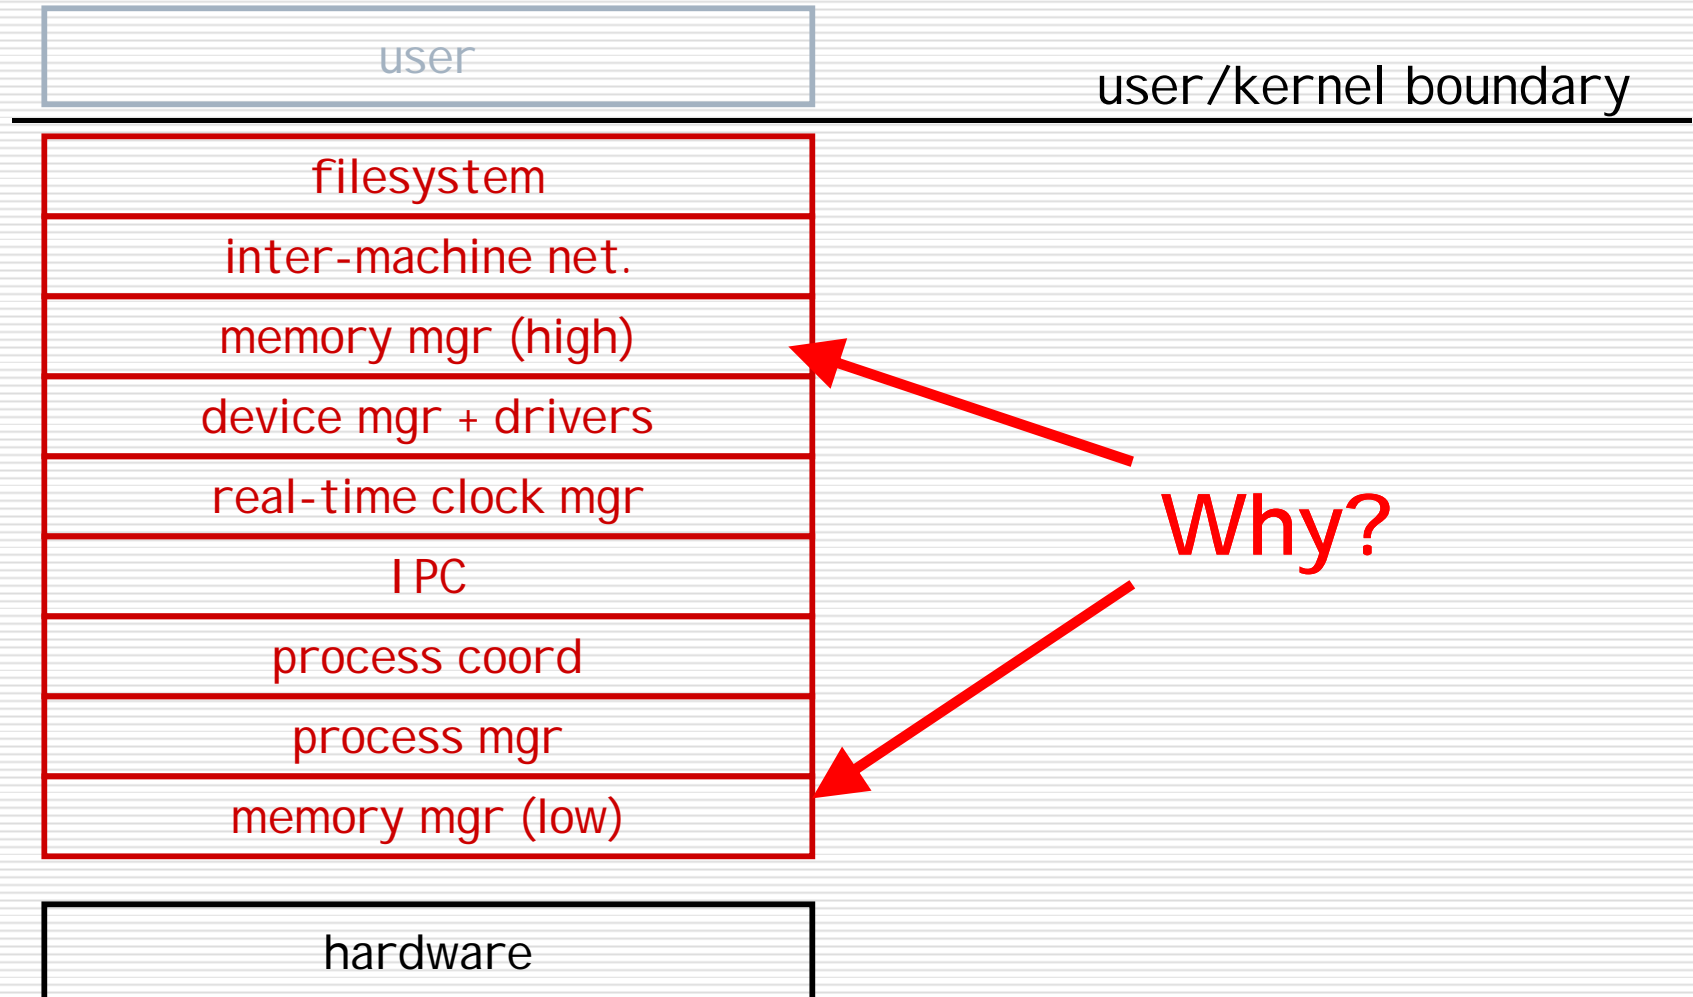 user
user/kernel boundary
filesystem
inter-machine net.
memory mgr (high)
device mgr + drivers
real-time clock mgr
Why?
IPC
process coord
process mgr
memory mgr (low)
hardware